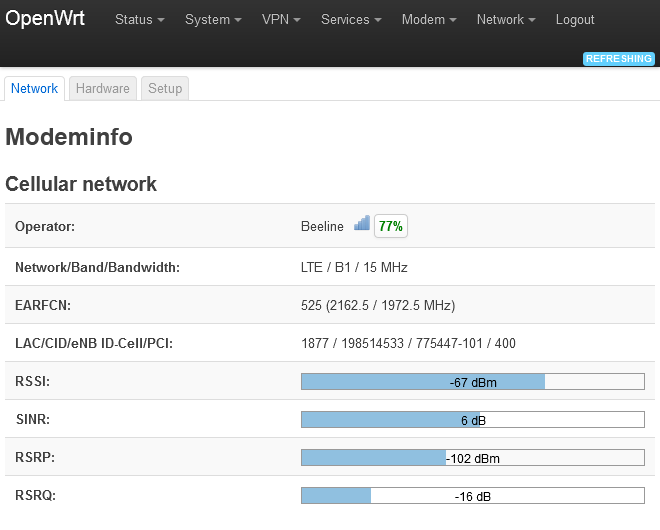 OpenWrt Status System VPN Services Modem Network Logout
REFRESHING
Network Hardware Setup
Modeminfo
Cellular network
Operator: Beeline 77%
Network/Band/Bandwidth: LTE / B1 / 15 MHz
EARFCN: 525 (2162.5 / 1972.5 MHz)
LAC/CID/eNB ID-Cell/PCI: 1877 / 198514533 / 775447-101 / 400
RSSI: -67 dBm
SINR: 6 dB
RSRP: -102 dBm
RSRQ: -16 dB